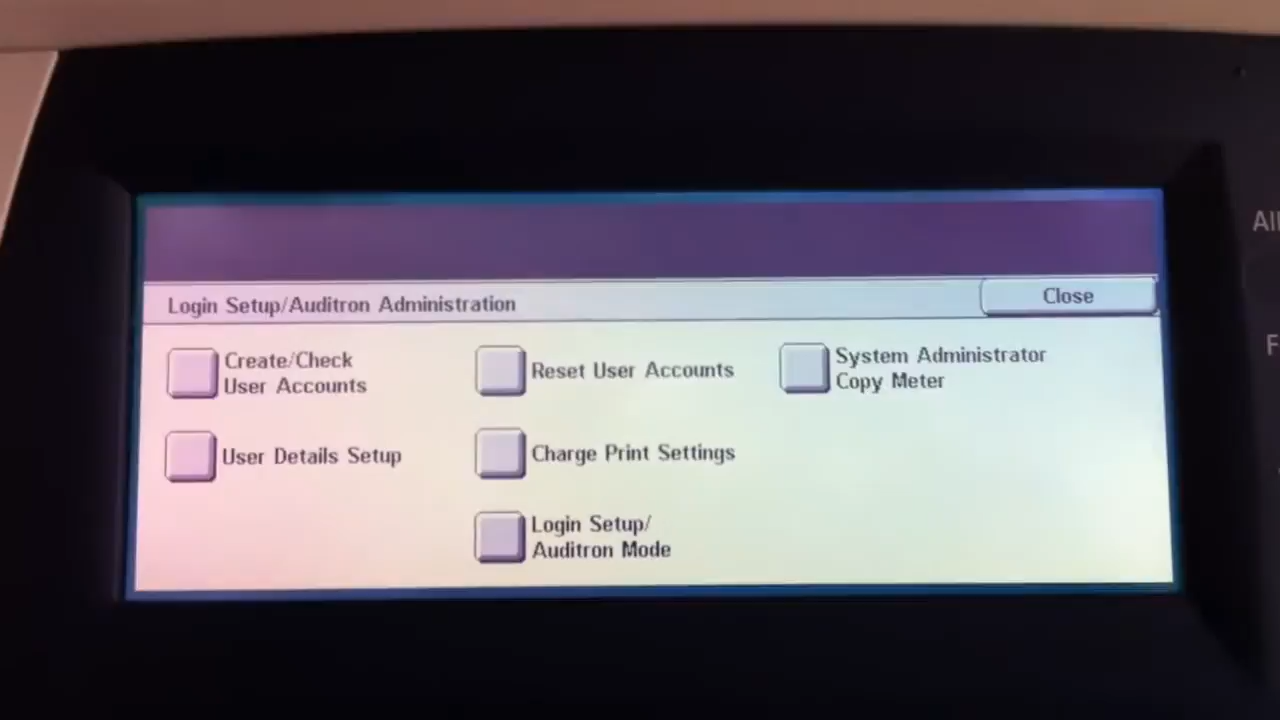 Login Setup/Auditron Administration
Close
Create/Check
User Accounts
Reset User Accounts
System Administrator
Copy Meter
User Details Setup
Charge Print Settings
Login Setup/
Auditron Mode